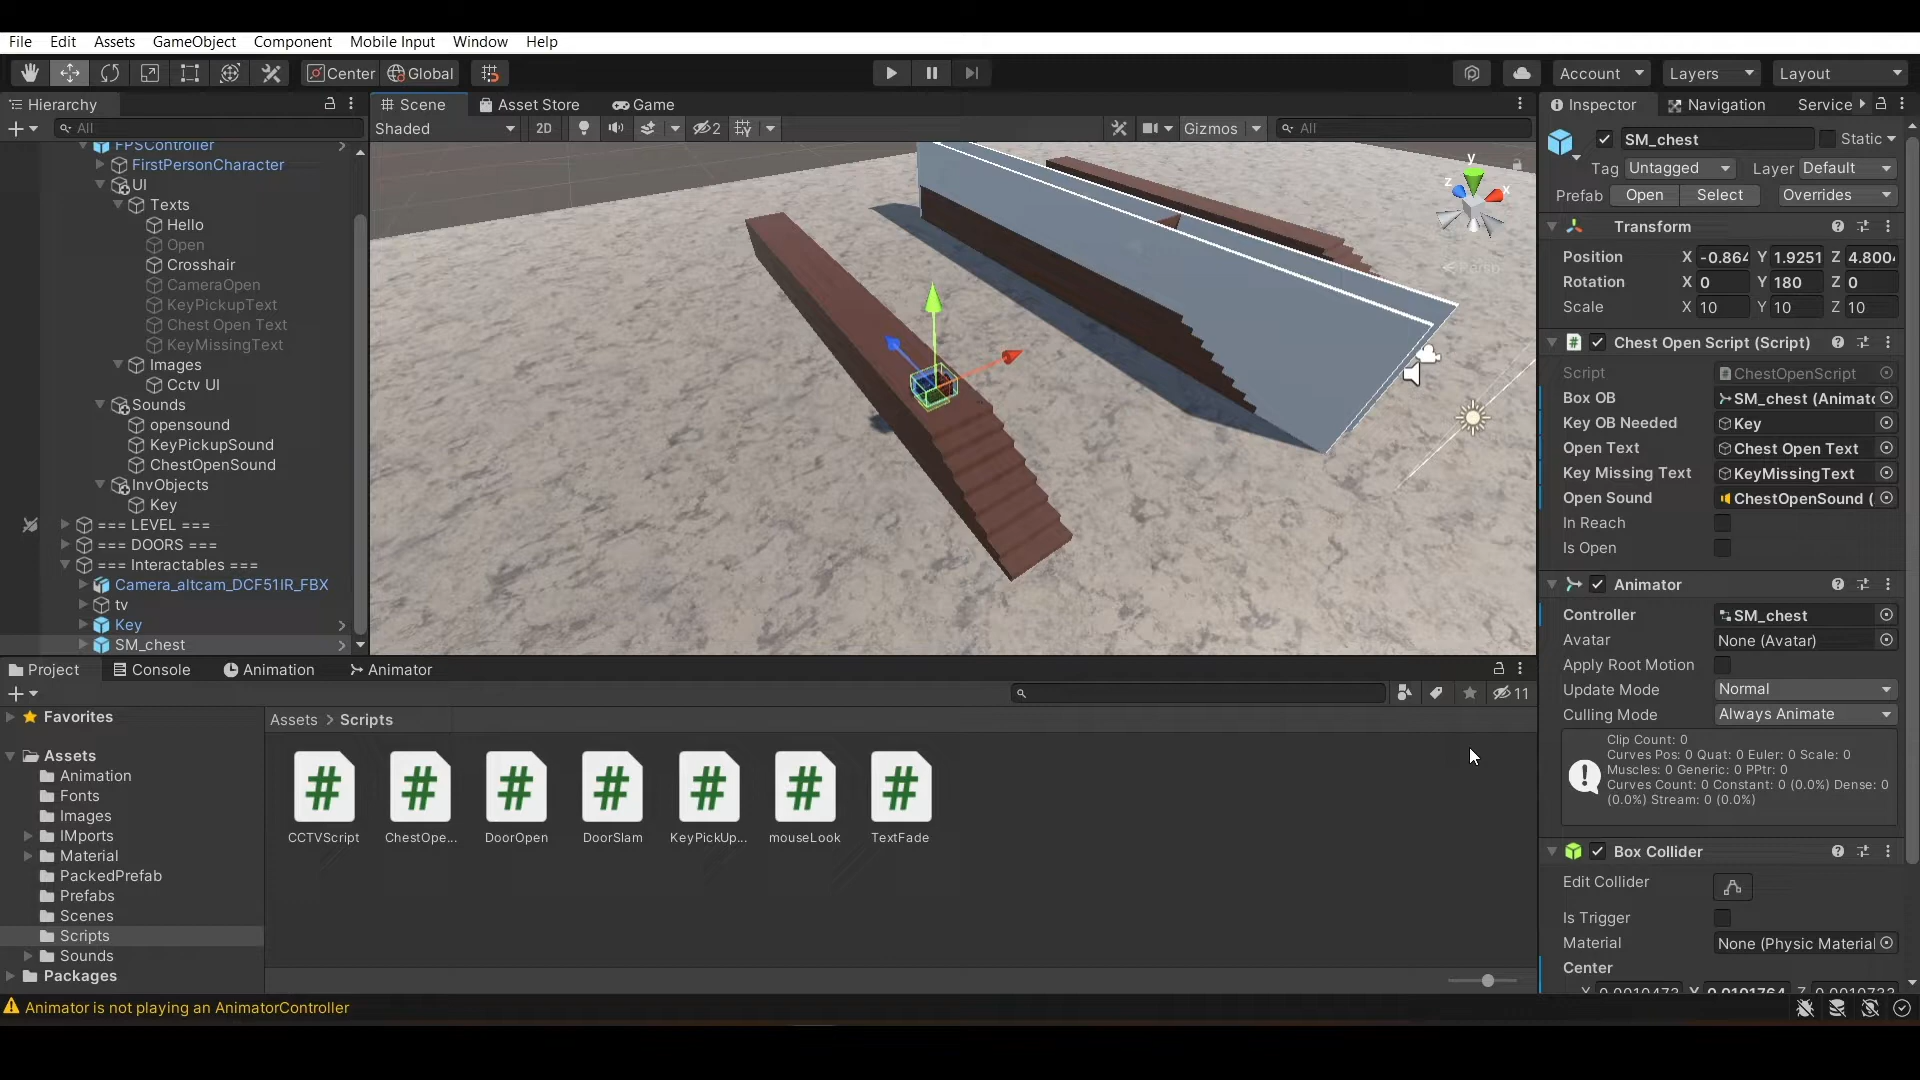 File Edit Assets GameObject Component Mobile Input Window Help
Center Global Account Layers Layout
Hierarchy
All
FPSController
FirstPersonCharacter
UI
Texts
Hello
Open
Crosshair
CameraOpen
KeyPickupText
Chest Open Text
KeyMissingText
Images
Cctv UI
Sounds
opensound
KeyPickupSound
ChestOpenSound
InvObjects
Key
=== LEVEL ===
=== DOORS ===
=== Interactables ===
Camera_altcam_DCF51IR_FBX
tv
Key
SM_chest
Scene Asset Store Game
Shaded 2D 2 Gizmos All
y
z x
Persp
Inspector Navigation Service
SM_chest Static
Tag Untagged Layer Default
Prefab Open Select Overrides
Transform
Position X -0.864 Y 1.9251 Z 4.800
Rotation X 0 Y 180 Z 0
Scale X 10 Y 10 Z 10
# Chest Open Script (Script)
Script ChestOpenScript
Box OB SM_chest (Animato
Key OB Needed Key
Open Text Chest Open Text
Key Missing Text KeyMissingText
Open Sound ChestOpenSound (
In Reach
Is Open
Animator
Controller SM_chest
Avatar None (Avatar)
Apply Root Motion
Update Mode Normal
Culling Mode Always Animate
Clip Count: 0
Curves Pos: 0 Quat: 0 Euler: 0 Scale: 0
Muscles: 0 Generic: 0 PPtr: 0
Curves Count: 0 Constant: 0 (0.0%) Dense: 0
(0.0%) Stream: 0 (0.0%)
Box Collider
Edit Collider
Is Trigger
Material None (Physic Material
Center
Project Console Animation Animator
11
Favorites
Assets
Animation
Fonts
Images
IMports
Material
PackedPrefab
Prefabs
Scenes
Scripts
Sounds
Packages
Assets > Scripts
# # # # # # #
CCTVScript ChestOpe... DoorOpen DoorSlam KeyPickUp... mouseLook TextFade
Animator is not playing an AnimatorController